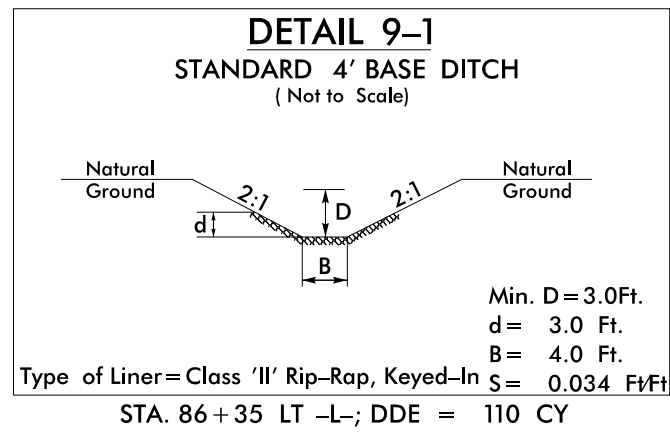 DETAIL 9–1
STANDARD 4' BASE DITCH
( Not to Scale)
Natural
Ground
2:1
D
2:1
Natural
Ground
d
B
Min. D=3.0Ft.
d= 3.0 Ft.
B= 4.0 Ft.
Type of Liner=Class 'II' Rip–Rap, Keyed–In
S= 0.034 Ft/Ft
STA. 86+35 LT –L–; DDE = 110 CY